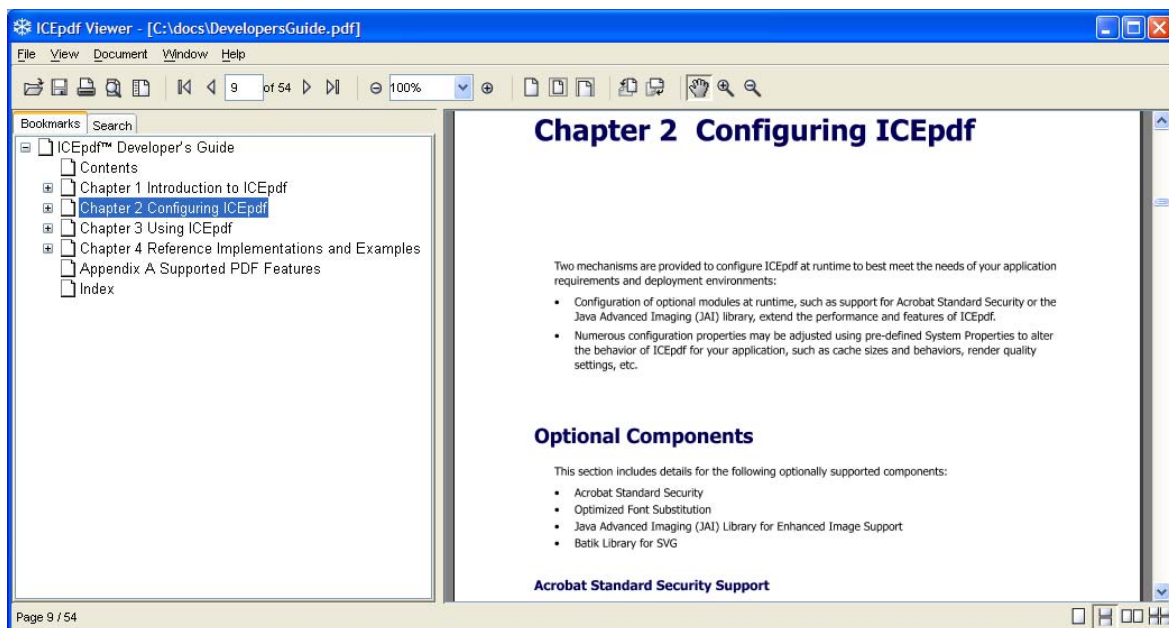 ICEpdf Viewer - [C:\docs\DevelopersGuide.pdf]
File View Document Window Help
9 of 54 100%
Bookmarks Search
ICEpdf™ Developer's Guide
Contents
Chapter 1 Introduction to ICEpdf
Chapter 2 Configuring ICEpdf
Chapter 3 Using ICEpdf
Chapter 4 Reference Implementations and Examples
Appendix A Supported PDF Features
Index
Chapter 2 Configuring ICEpdf
Two mechanisms are provided to configure ICEpdf at runtime to best meet the needs of your application
requirements and deployment environments:
• Configuration of optional modules at runtime, such as support for Acrobat Standard Security or the
Java Advanced Imaging (JAI) library, extend the performance and features of ICEpdf.
• Numerous configuration properties may be adjusted using pre-defined System Properties to alter
the behavior of ICEpdf for your application, such as cache sizes and behaviors, render quality
settings, etc.
Optional Components
This section includes details for the following optionally supported components:
• Acrobat Standard Security
• Optimized Font Substitution
• Java Advanced Imaging (JAI) Library for Enhanced Image Support
• Batik Library for SVG
Acrobat Standard Security Support
Page 9 / 54